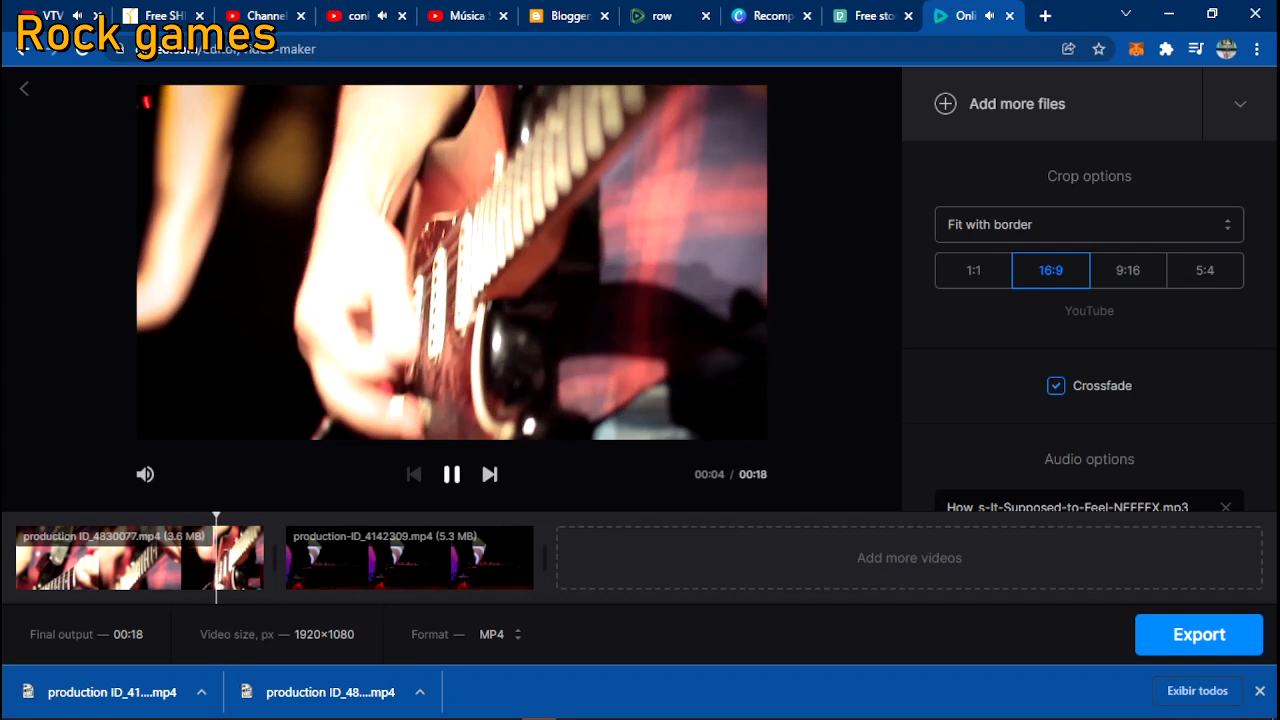 VTV
Free SH
Channel
conl
Música S
Blogger
row
Recomp
Free sto
Onli
Rock games
Add more files
Crop options
Fit with border
1:1
16:9
9:16
5:4
YouTube
Crossfade
Audio options
How_s-It-Supposed-to-Feel-NEFFEX.mp3
00:04 / 00:18
production ID_4830077.mp4 (3.6 MB)
production-ID_4142309.mp4 (5.3 MB)
Add more videos
Final output — 00:18
Video size, px — 1920×1080
Format — MP4
Export
production ID_41....mp4
production ID_48....mp4
Exibir todos